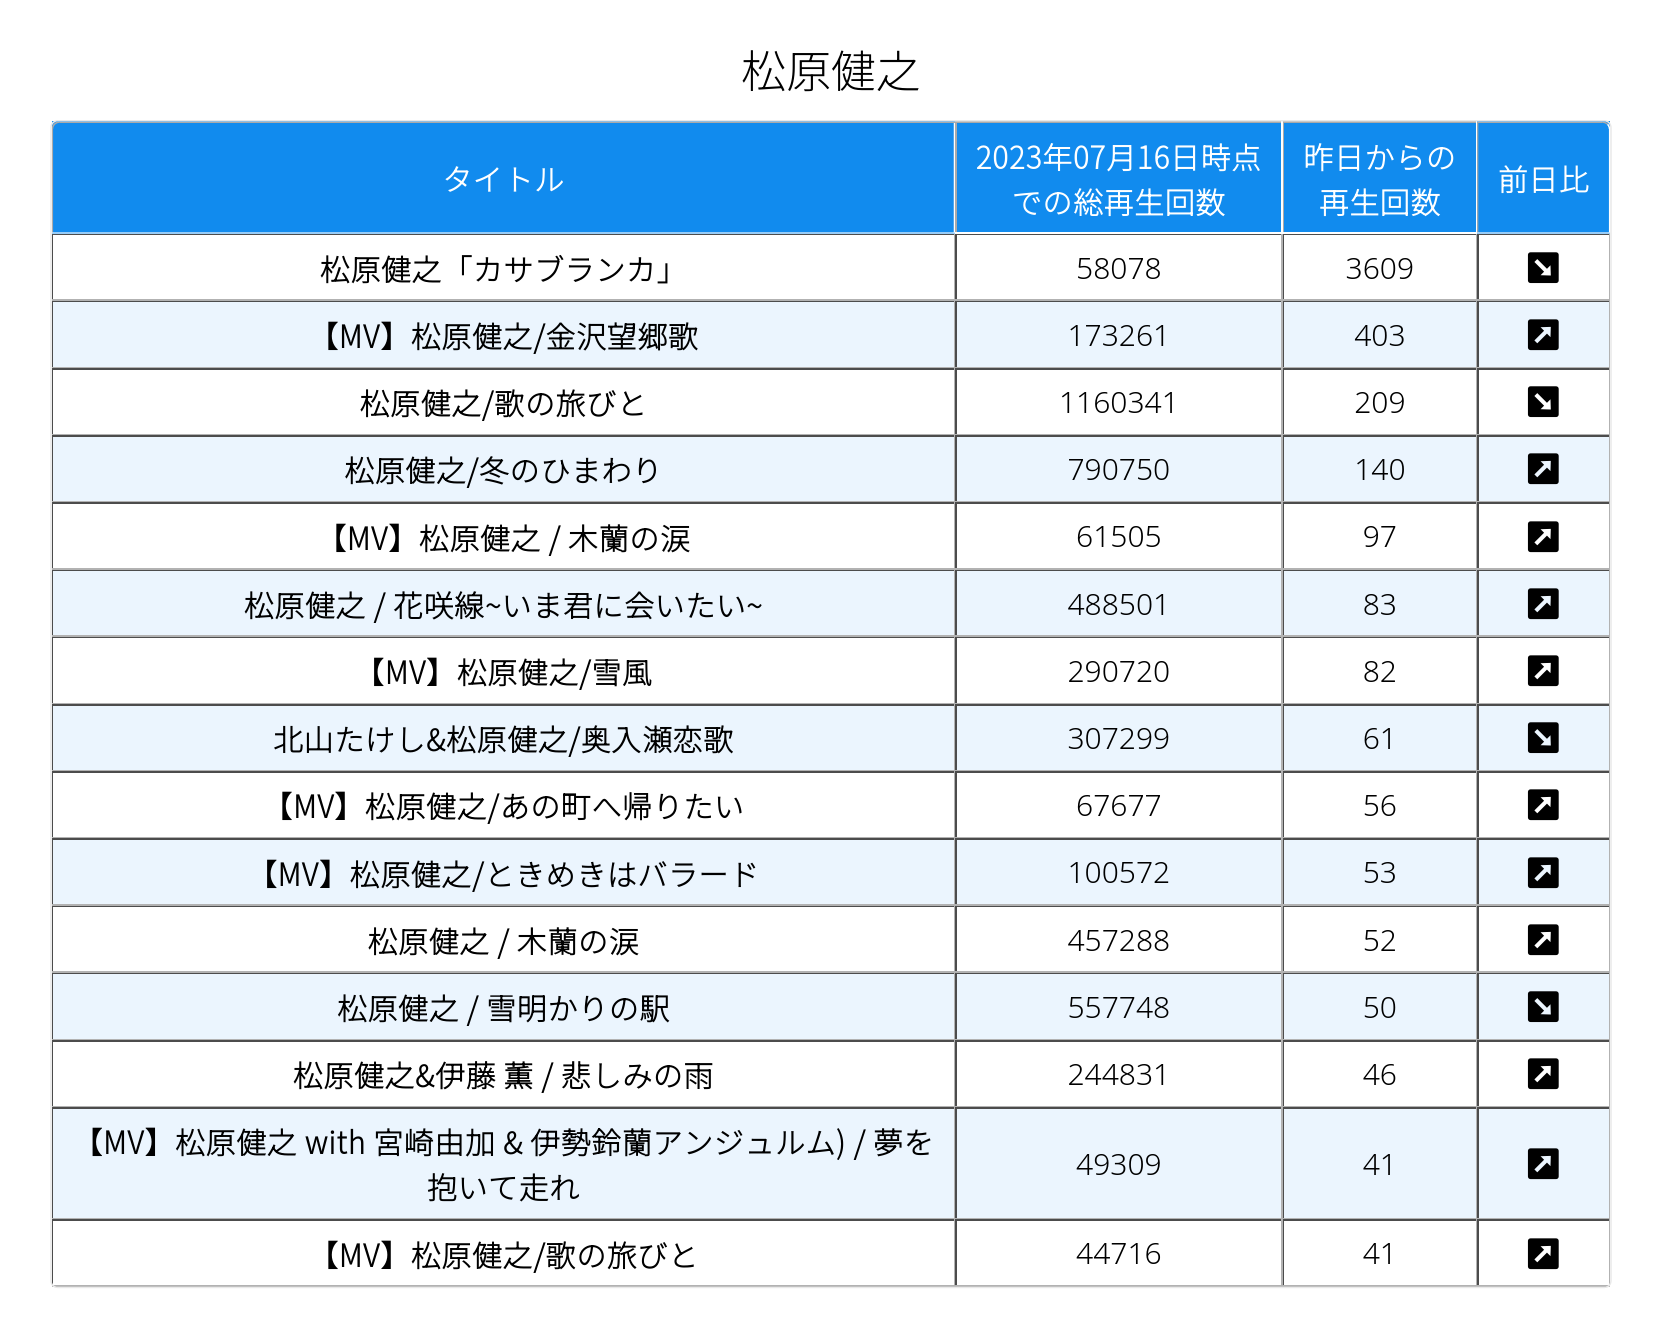 松原健之
タイトル
2023年07月16日時点
での総再生回数
昨日からの
再生回数
前日比
松原健之「カサブランカ」 58078 3609
【MV】松原健之/金沢望郷歌 173261 403
松原健之/歌の旅びと 1160341 209
松原健之/冬のひまわり 790750 140
【MV】松原健之 / 木蘭の涙 61505 97
松原健之 / 花咲線~いま君に会いたい~ 488501 83
【MV】松原健之/雪風 290720 82
北山たけし&松原健之/奥入瀬恋歌 307299 61
【MV】松原健之/あの町へ帰りたい 67677 56
【MV】松原健之/ときめきはバラード 100572 53
松原健之 / 木蘭の涙 457288 52
松原健之 / 雪明かりの駅 557748 50
松原健之&伊藤 薫 / 悲しみの雨 244831 46
【MV】松原健之 with 宮崎由加 & 伊勢鈴蘭アンジュルム) / 夢を
抱いて走れ 49309 41
【MV】松原健之/歌の旅びと 44716 41